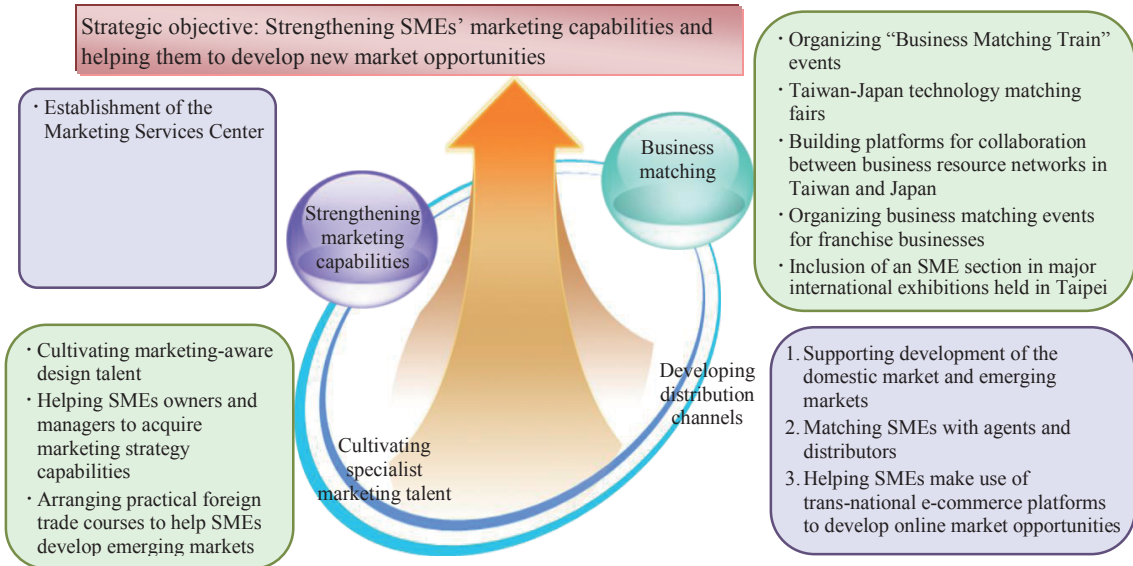 Strategic objective: Strengthening SMEs’ marketing capabilities and
helping them to develop new market opportunities
· Establishment of the
Marketing Services Center
Strengthening
marketing
capabilities
Business
matching
· Organizing “Business Matching Train”
events
· Taiwan-Japan technology matching
fairs
· Building platforms for collaboration
between business resource networks in
Taiwan and Japan
· Organizing business matching events
for franchise businesses
· Inclusion of an SME section in major
international exhibitions held in Taipei
· Cultivating marketing-aware
design talent
· Helping SMEs owners and
managers to acquire
marketing strategy
capabilities
· Arranging practical foreign
trade courses to help SMEs
develop emerging markets
Cultivating
specialist
marketing talent
Developing
distribution
channels
1. Supporting development of the
domestic market and emerging
markets
2. Matching SMEs with agents and
distributors
3. Helping SMEs make use of
trans-national e-commerce platforms
to develop online market opportunities